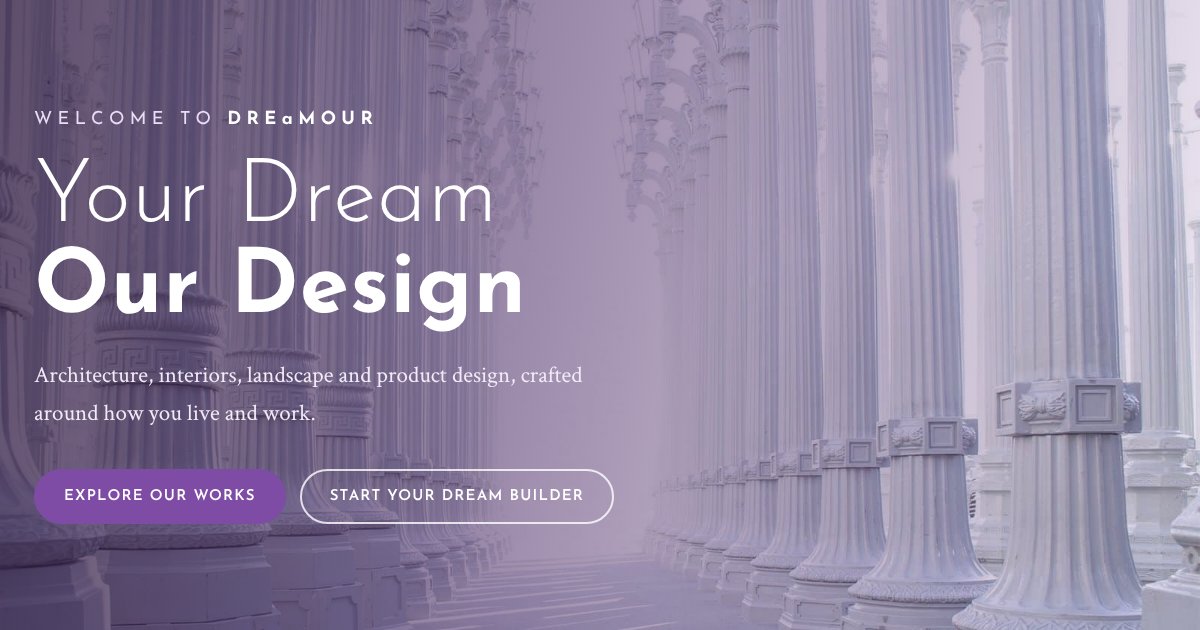 WELCOME TO DREaMOUR
Your Dream
Our Design
Architecture, interiors, landscape and product design, crafted
around how you live and work.
EXPLORE OUR WORKS
START YOUR DREAM BUILDER